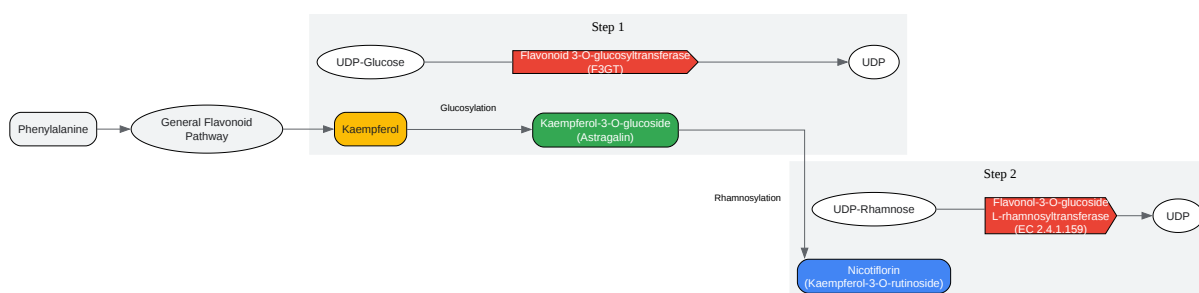 Step 1
UDP-Glucose
Flavonoid 3-O-glucosyltransferase
(F3GT)
UDP
Phenylalanine
General Flavonoid
Pathway
Kaempferol
Glucosylation
Kaempferol-3-O-glucoside
(Astragalin)
Step 2
Rhamnosylation
UDP-Rhamnose
Flavonol-3-O-glucoside
L-rhamnosyltransferase
(EC 2.4.1.159)
UDP
Nicotiflorin
(Kaempferol-3-O-rutinoside)